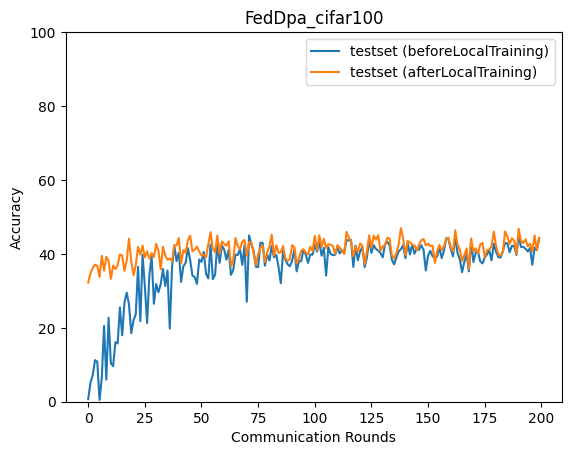 FedDpa_cifar100
testset (beforeLocalTraining)
testset (afterLocalTraining)
Accuracy
100
80
60
40
20
0
0 25 50 75 100 125 150 175 200
Communication Rounds